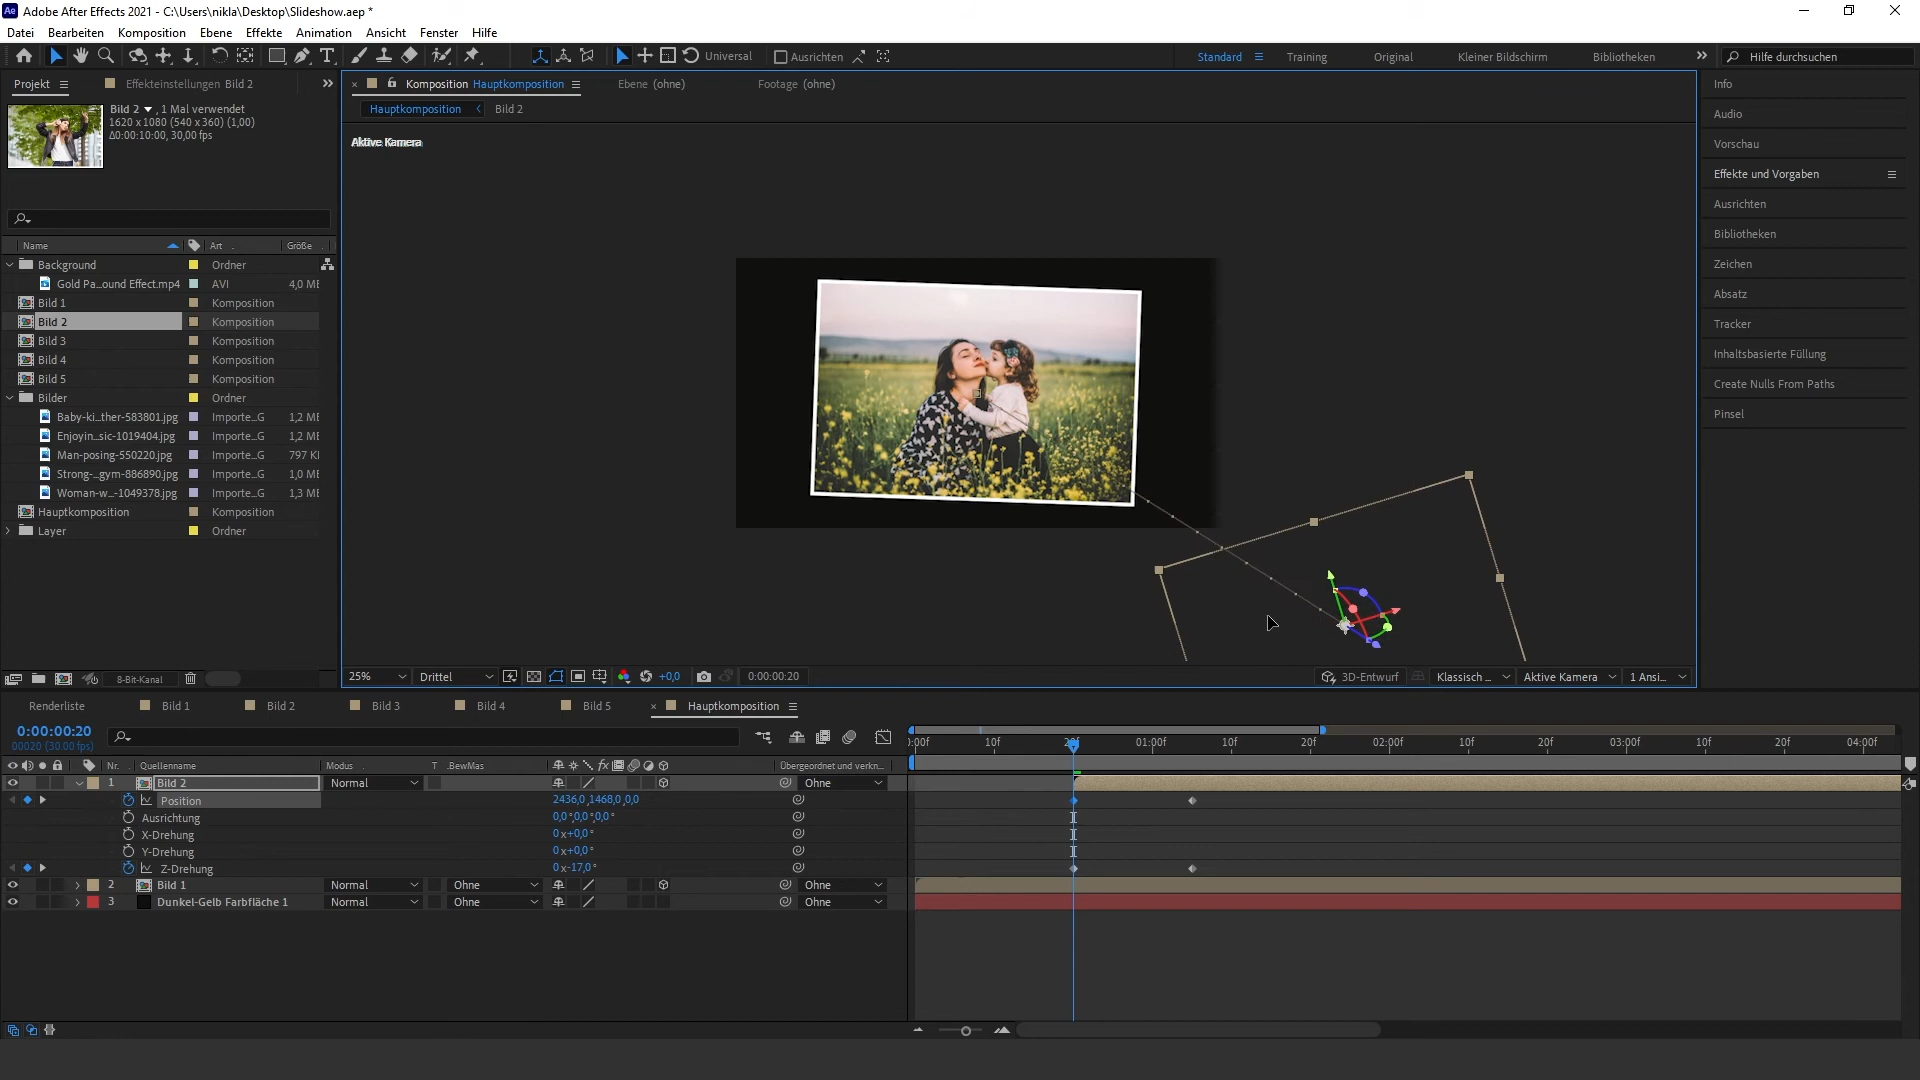 Adobe After Effects 2021 - C:\Users\nikla\Desktop\Slideshow.aep *
Datei Bearbeiten Komposition Ebene Effekte Animation Ansicht Fenster Hilfe
Universal Ausrichten Standard Training Original Kleiner Bildschirm Bibliotheken Hilfe durchsuchen
Projekt Effekteinstellungen Bild 2
Komposition Hauptkomposition Ebene (ohne) Footage (ohne)
Bild 2 , 1 Mal verwendet
1620 x 1080 (540 x 360) (1,00)
Δ0:00:10:00, 30,00 fps
Hauptkomposition Bild 2
Aktive Kamera
Name Art Größe
Background Ordner
Gold Pa...ound Effect.mp4 AVI 4,0 ME
Bild 1 Komposition
Bild 2 Komposition
Bild 3 Komposition
Bild 4 Komposition
Bild 5 Komposition
Bilder Ordner
Baby-ki...ther-583801.jpg Importe...G 1,2 ME
Enjoyin...sic-1019404.jpg Importe...G 1,2 ME
Man-posing-550220.jpg Importe...G 797 KI
Strong-...gym-886890.jpg Importe...G 1,0 ME
Woman-w...-1049378.jpg Importe...G 1,3 ME
Hauptkomposition Komposition
Layer Ordner
8-Bit-Kanal
25% Drittel +0,0 0:00:00:20 3D-Entwurf Klassisch ... Aktive Kamera 1 Ansi...
Info
Audio
Vorschau
Effekte und Vorgaben
Ausrichten
Bibliotheken
Zeichen
Absatz
Tracker
Inhaltsbasierte Füllung
Create Nulls From Paths
Pinsel
Renderliste Bild 1 Bild 2 Bild 3 Bild 4 Bild 5 Hauptkomposition
0:00:00:20
00020 (30.00 fps)
10f 01:00f 10f 20f 02:00f 10f 20f 03:00f 10f 20f 04:00f
Nr. Quellenname Modus T .BewMas fx Übergeordnet und verkn...
1 Bild 2 Normal Ohne
Position 2436,0,1468,0,0,0
Ausrichtung 0,0°,0,0°,0,0°
X-Drehung 0x+0,0°
Y-Drehung 0x+0,0°
Z-Drehung 0x-17,0°
2 Bild 1 Normal Ohne Ohne
3 Dunkel-Gelb Farbfläche 1 Normal Ohne Ohne